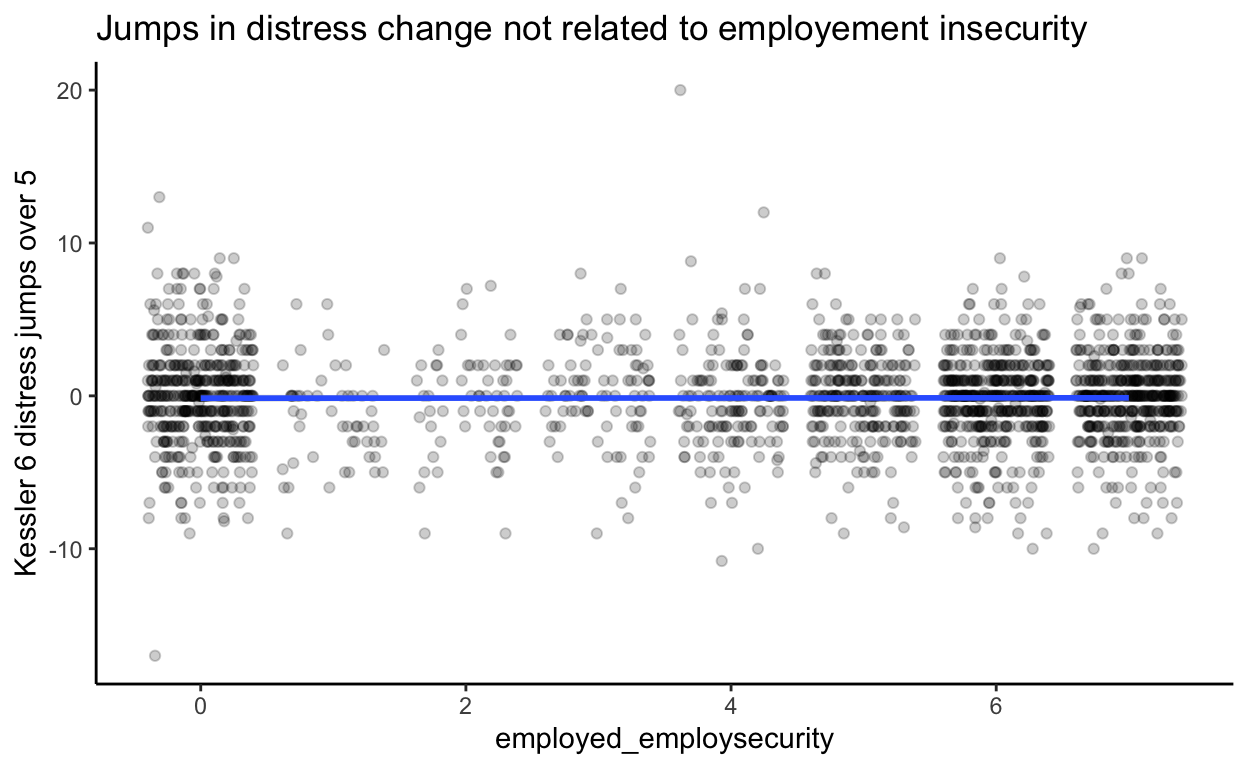 Jumps in distress change not related to employement insecurity
Kessler 6 distress jumps over 5
20
10
0
-10
0
2
4
6
employed_employsecurity